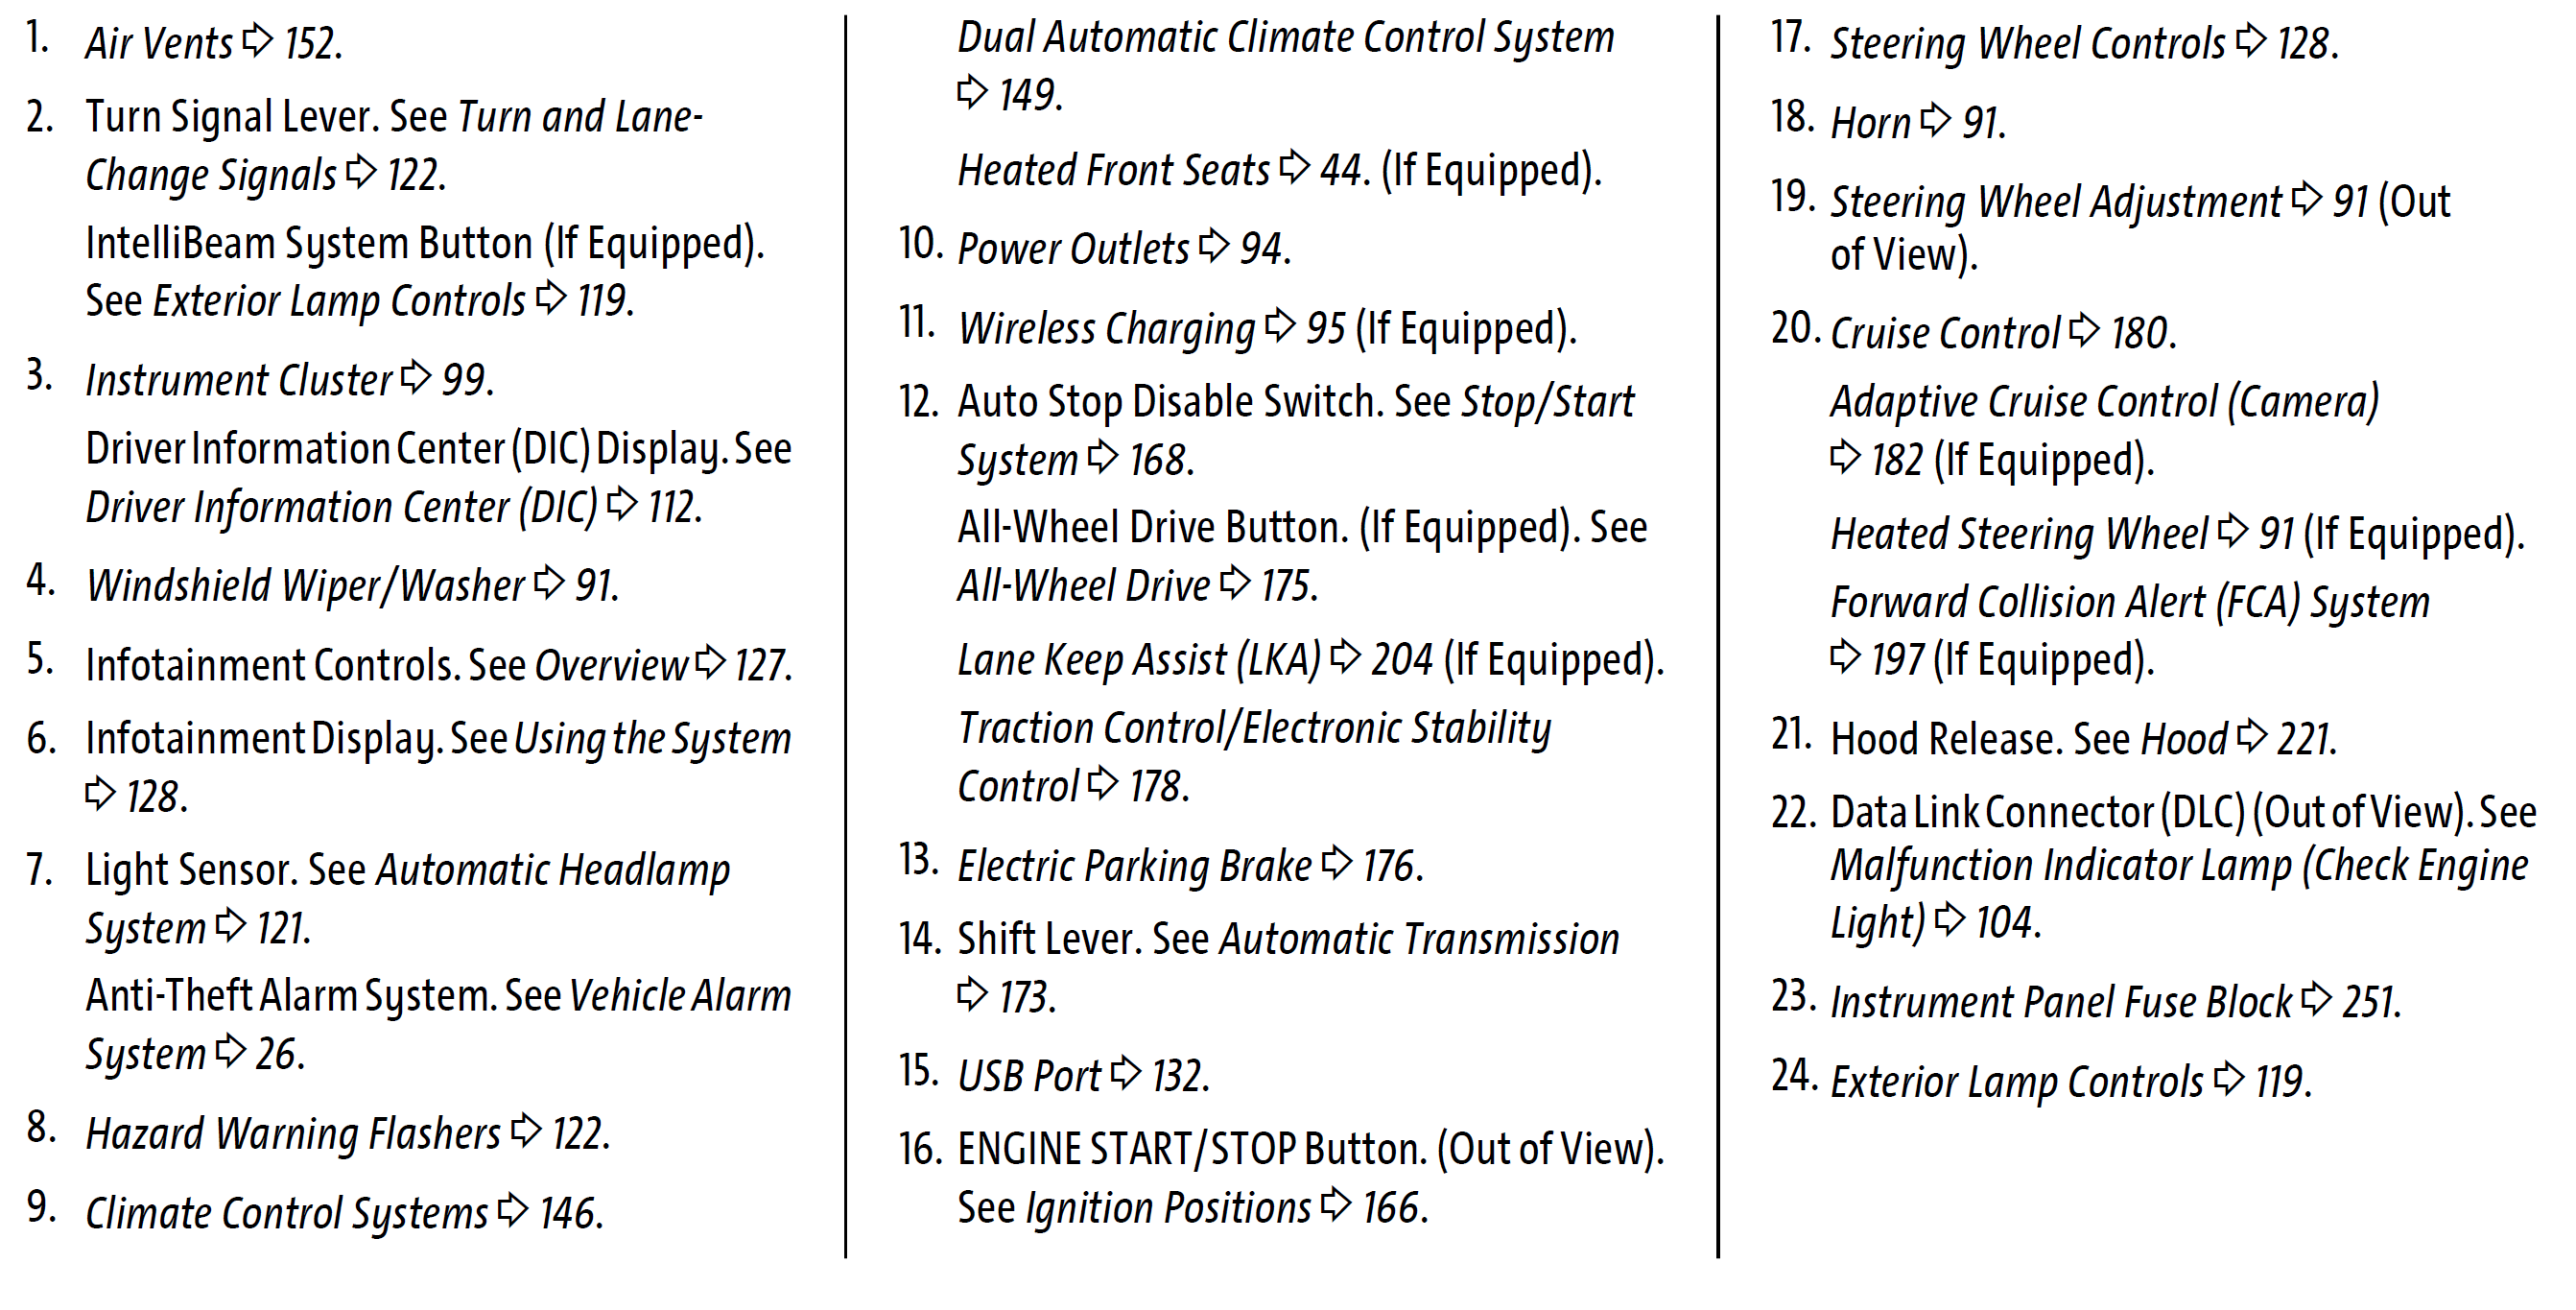 1. Air Vents ⇨ 152.
2. Turn Signal Lever. See Turn and Lane-
Change Signals ⇨ 122.
IntelliBeam System Button (If Equipped).
See Exterior Lamp Controls ⇨ 119.
3. Instrument Cluster ⇨ 99.
Driver Information Center (DIC) Display. See
Driver Information Center (DIC) ⇨ 112.
4. Windshield Wiper/Washer ⇨ 91.
5. Infotainment Controls. See Overview ⇨ 127.
6. Infotainment Display. See Using the System
⇨ 128.
7. Light Sensor. See Automatic Headlamp
System ⇨ 121.
Anti-Theft Alarm System. See Vehicle Alarm
System ⇨ 26.
8. Hazard Warning Flashers ⇨ 122.
9. Climate Control Systems ⇨ 146.
Dual Automatic Climate Control System
⇨ 149.
Heated Front Seats ⇨ 44. (If Equipped).
10. Power Outlets ⇨ 94.
11. Wireless Charging ⇨ 95 (If Equipped).
12. Auto Stop Disable Switch. See Stop/Start
System ⇨ 168.
All-Wheel Drive Button. (If Equipped). See
All-Wheel Drive ⇨ 175.
Lane Keep Assist (LKA) ⇨ 204 (If Equipped).
Traction Control/Electronic Stability
Control ⇨ 178.
13. Electric Parking Brake ⇨ 176.
14. Shift Lever. See Automatic Transmission
⇨ 173.
15. USB Port ⇨ 132.
16. ENGINE START/STOP Button. (Out of View).
See Ignition Positions ⇨ 166.
17. Steering Wheel Controls ⇨ 128.
18. Horn ⇨ 91.
19. Steering Wheel Adjustment ⇨ 91 (Out
of View).
20. Cruise Control ⇨ 180.
Adaptive Cruise Control (Camera)
⇨ 182 (If Equipped).
Heated Steering Wheel ⇨ 91 (If Equipped).
Forward Collision Alert (FCA) System
⇨ 197 (If Equipped).
21. Hood Release. See Hood ⇨ 221.
22. Data Link Connector (DLC) (Out of View). See
Malfunction Indicator Lamp (Check Engine
Light) ⇨ 104.
23. Instrument Panel Fuse Block ⇨ 251.
24. Exterior Lamp Controls ⇨ 119.